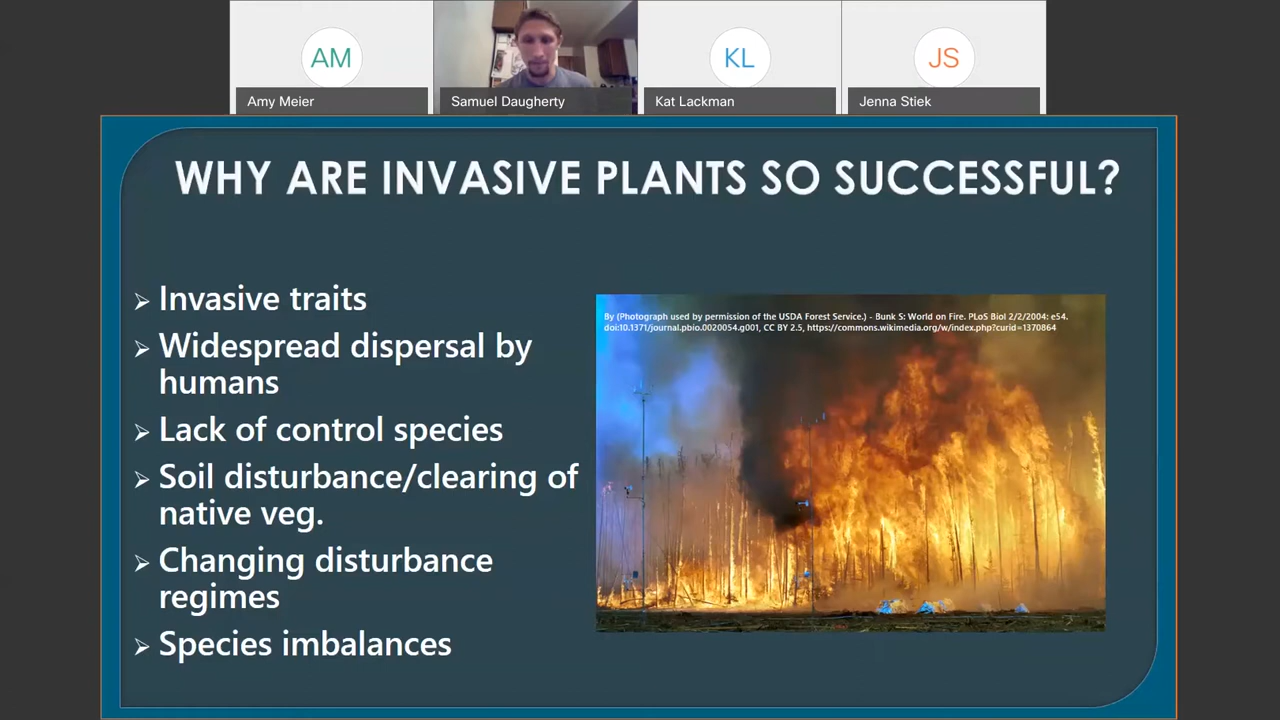 AM
KL
JS
Amy Meier
Samuel Daugherty
Kat Lackman
Jenna Stiek
WHY ARE INVASIVE PLANTS SO SUCCESSFUL?
➢ Invasive traits
➢ Widespread dispersal by
humans
➢ Lack of control species
➢ Soil disturbance/clearing of
native veg.
➢ Changing disturbance
regimes
➢ Species imbalances
By (Photograph used by permission of the USDA Forest Service.) - Bunk S: World on Fire. PLoS Biol 2/2/2004: e54.
doi:10.1371/journal.pbio.0020054.g001, CC BY 2.5, https://commons.wikimedia.org/w/index.php?curid=1370864